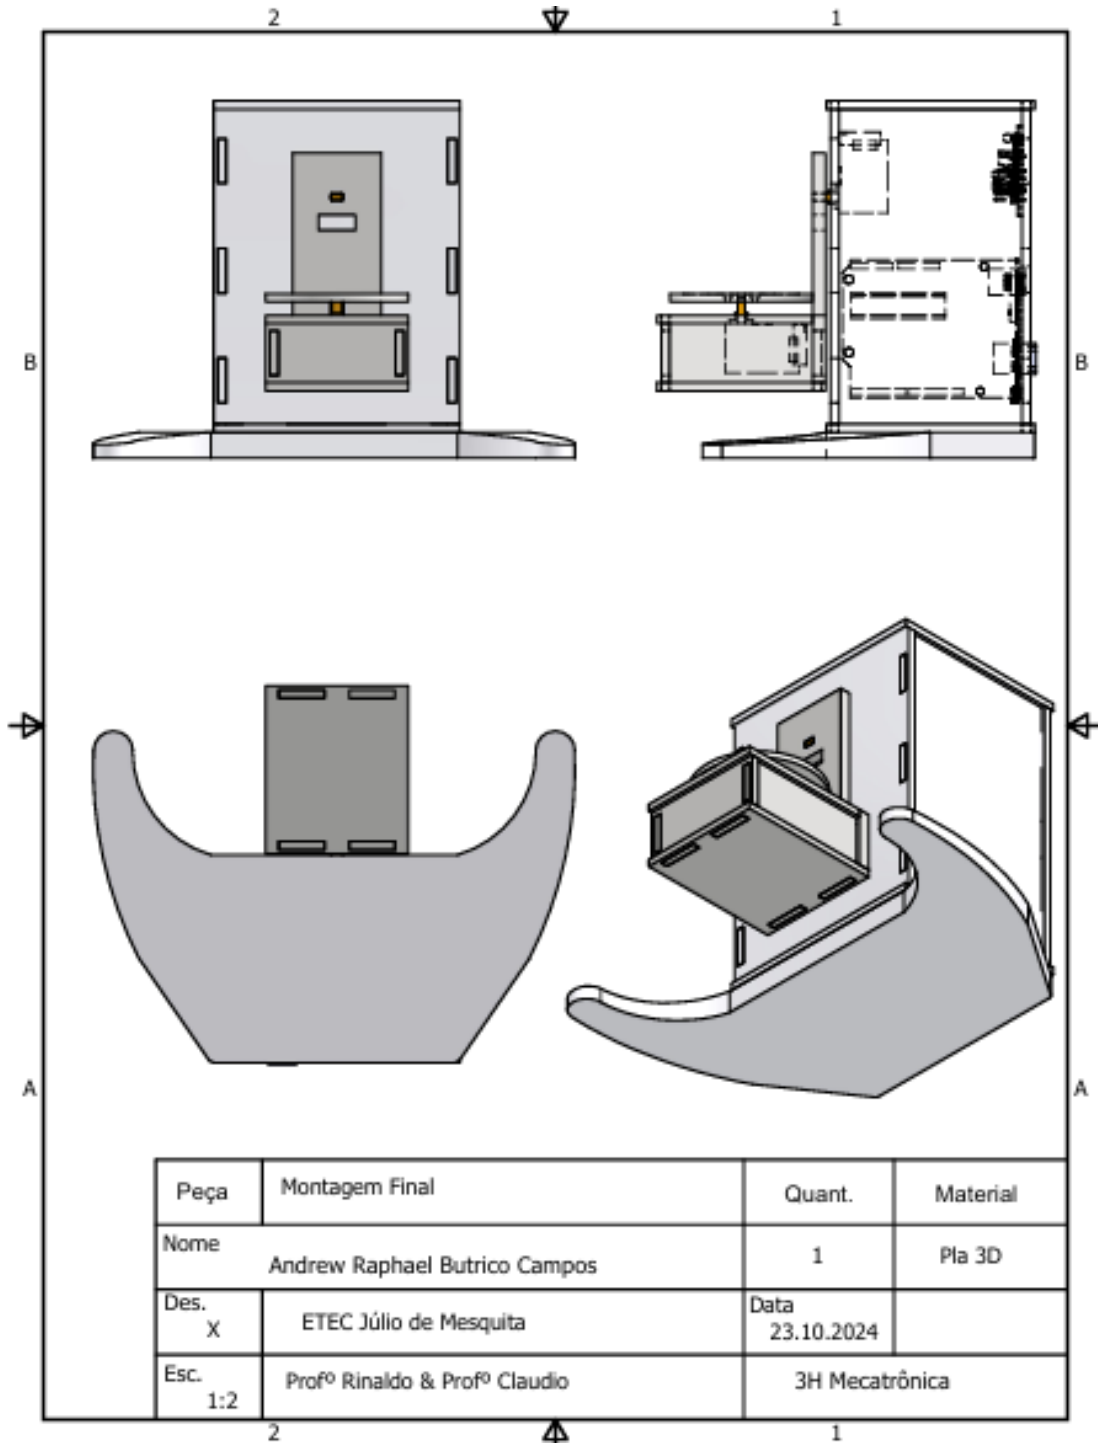 2 1
B B
A A
Peça Montagem Final Quant. Material
Nome Andrew Raphael Butrico Campos 1 Pla 3D
Des. X ETEC Júlio de Mesquita Data 23.10.2024
Esc. 1:2 Profº Rinaldo & Profº Claudio 3H Mecatrônica
2 1